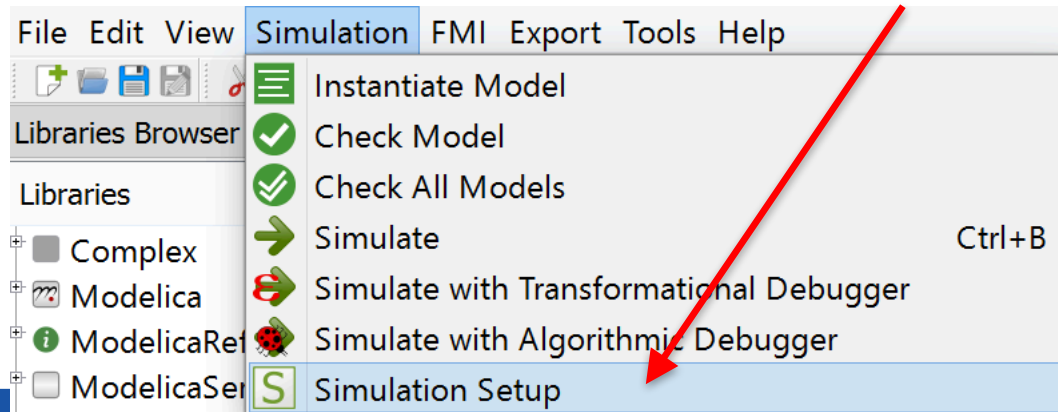 File Edit View Simulation FMI Export Tools Help
Instantiate Model
Libraries Browser
Check Model
Libraries
Check All Models
Complex
Simulate Ctrl+B
Modelica
Simulate with Transformational Debugger
ModelicaRef
Simulate with Algorithmic Debugger
ModelicaSer
S Simulation Setup